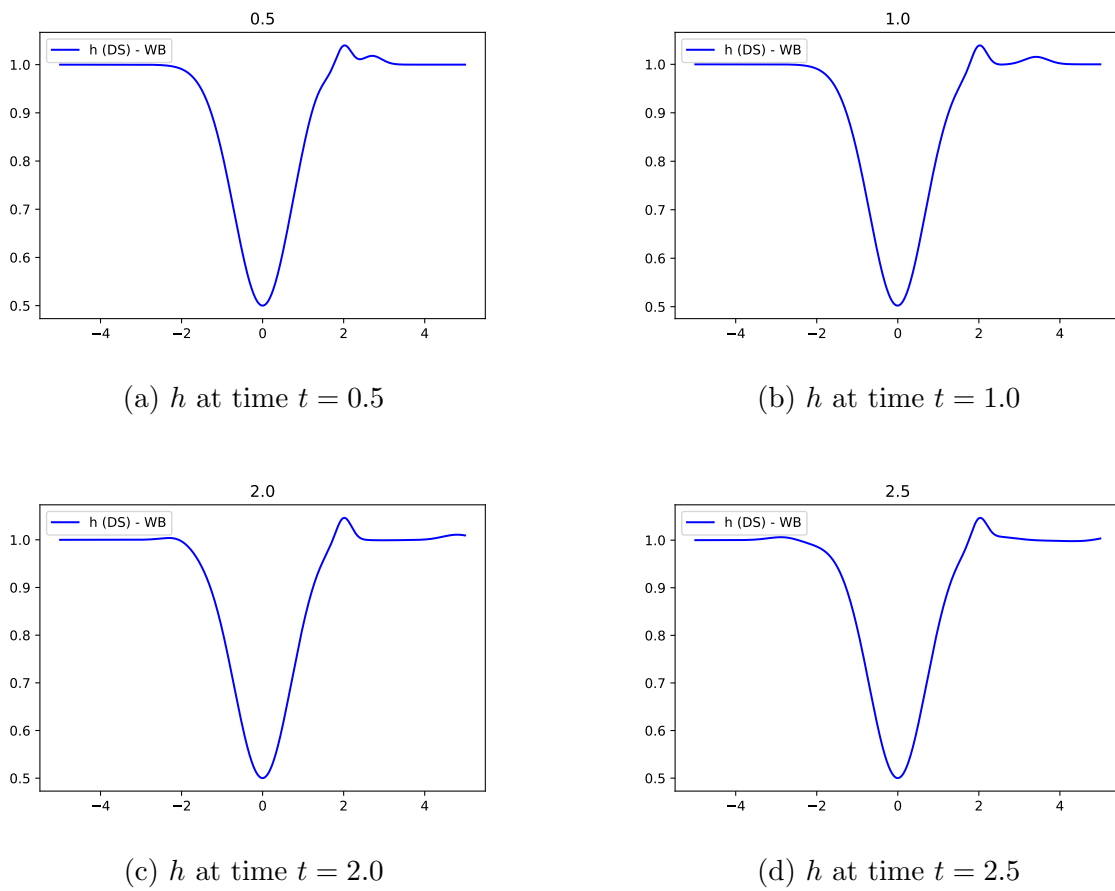 0.5
h (DS) - WB
1.0
0.9
0.8
0.7
0.6
0.5
−4 −2 0 2 4
(a) h at time t = 0.5
1.0
h (DS) - WB
1.0
0.9
0.8
0.7
0.6
0.5
−4 −2 0 2 4
(b) h at time t = 1.0
2.0
h (DS) - WB
1.0
0.9
0.8
0.7
0.6
0.5
−4 −2 0 2 4
(c) h at time t = 2.0
2.5
h (DS) - WB
1.0
0.9
0.8
0.7
0.6
0.5
−4 −2 0 2 4
(d) h at time t = 2.5